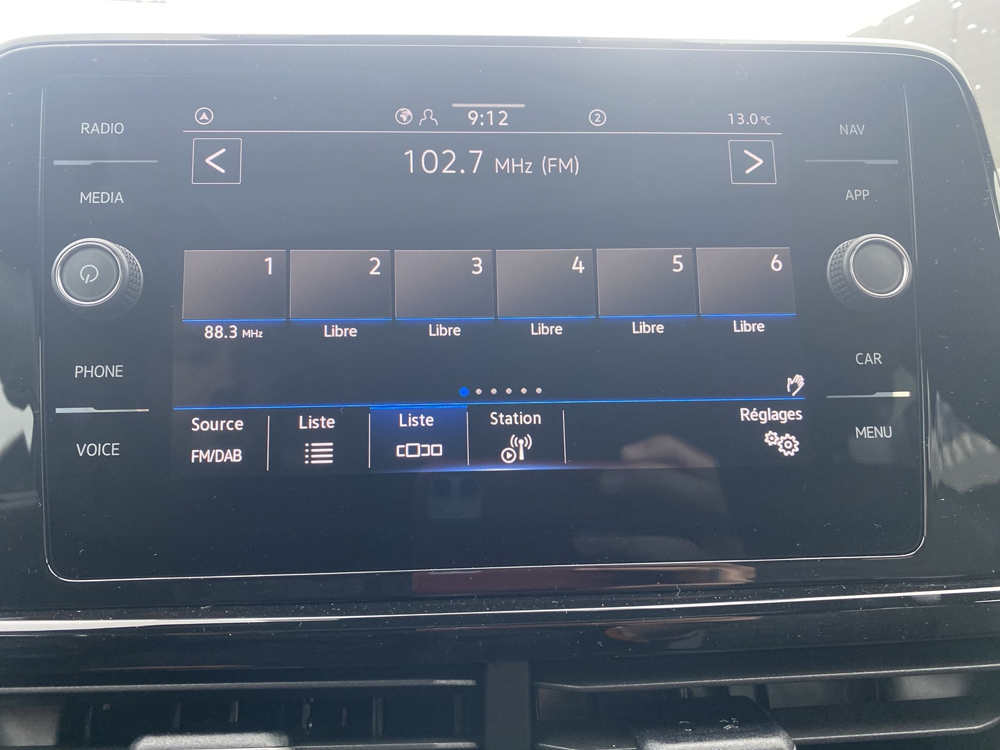 9:12
2
13.0 °C
RADIO
NAV
102.7 MHz (FM)
MEDIA
APP
1 2 3 4 5 6
88.3 MHz Libre Libre Libre Libre Libre
PHONE
CAR
Source Liste Liste Station Réglages
FM/DAB
VOICE
MENU